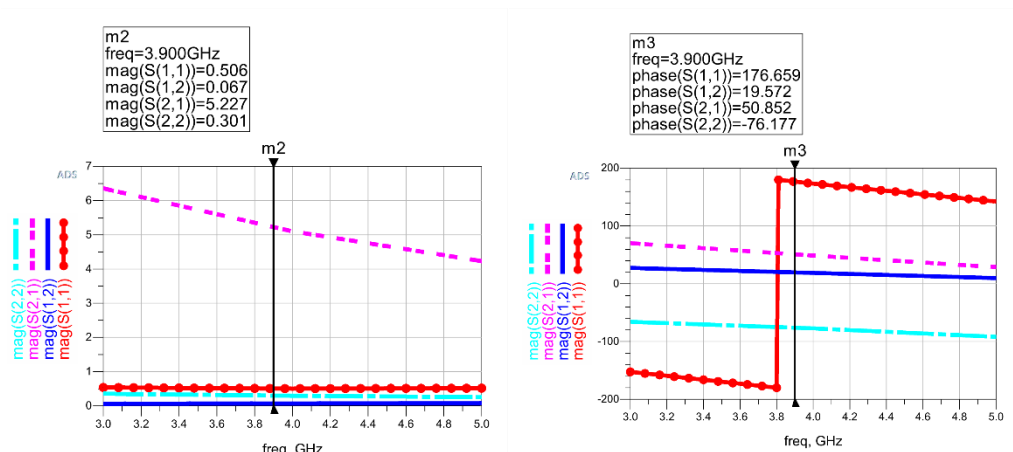 m2
freq=3.900GHz
mag(S(1,1))=0.506
mag(S(1,2))=0.067
mag(S(2,1))=5.227
mag(S(2,2))=0.301
m2
ADS
7
6
5
4
3
2
1
0
3.0 3.2 3.4 3.6 3.8 4.0 4.2 4.4 4.6 4.8 5.0
freq, GHz
mag(S(2,2))
mag(S(2,1))
mag(S(1,2))
mag(S(1,1))
m3
freq=3.900GHz
phase(S(1,1))=176.659
phase(S(1,2))=19.572
phase(S(2,1))=50.852
phase(S(2,2))=-76.177
m3
ADS
200
100
0
-100
-200
3.0 3.2 3.4 3.6 3.8 4.0 4.2 4.4 4.6 4.8 5.0
freq, GHz
mag(S(2,2))
mag(S(2,1))
mag(S(1,2))
mag(S(1,1))